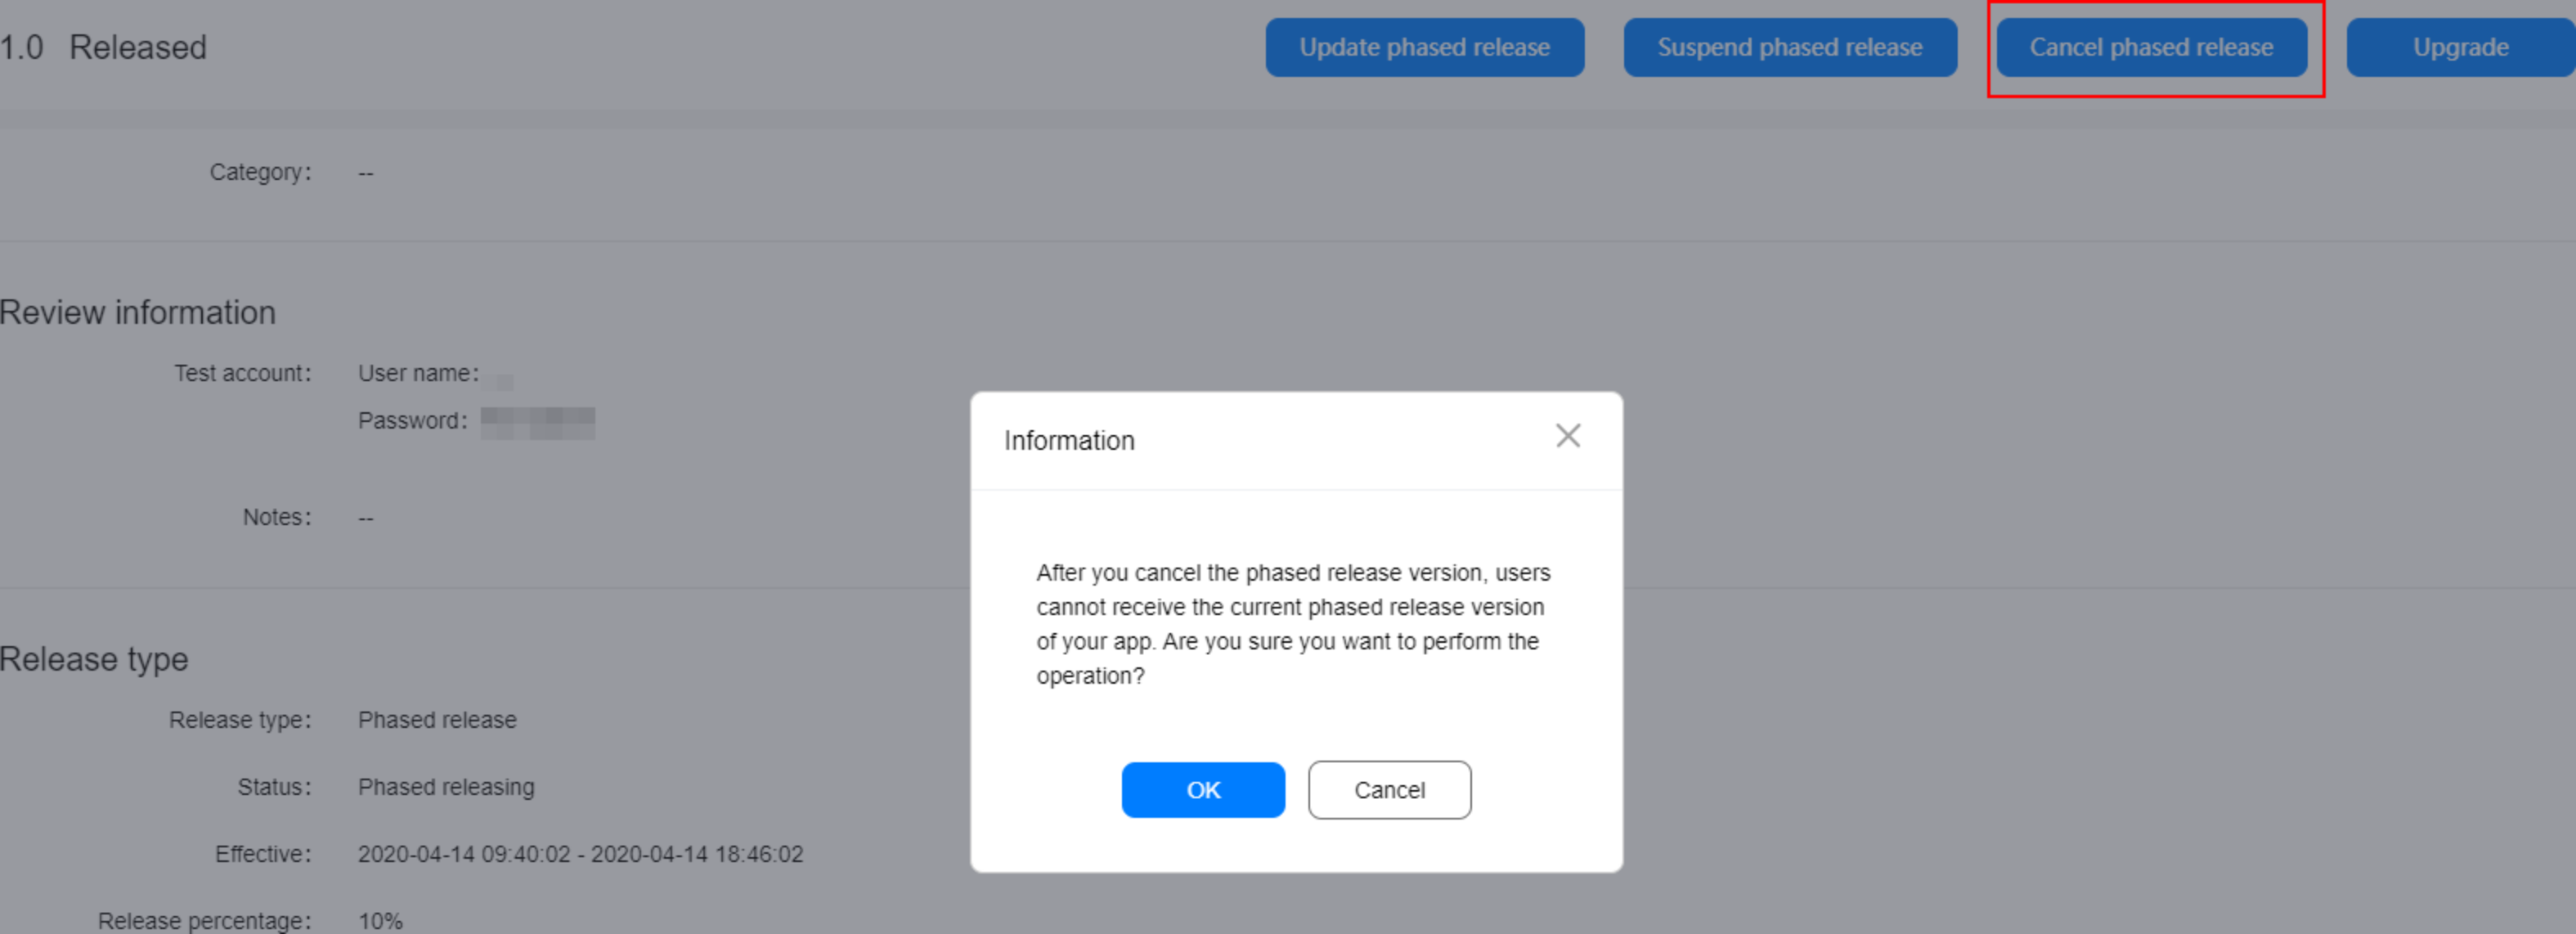 1.0 Released
Update phased release
Suspend phased release
Cancel phased release
Upgrade
Category: --
Review information
Test account: User name:
Password:
Notes: --
Release type
Release type: Phased release
Status: Phased releasing
Effective: 2020-04-14 09:40:02 - 2020-04-14 18:46:02
Release percentage: 10%
Information
After you cancel the phased release version, users
cannot receive the current phased release version
of your app. Are you sure you want to perform the
operation?
OK
Cancel